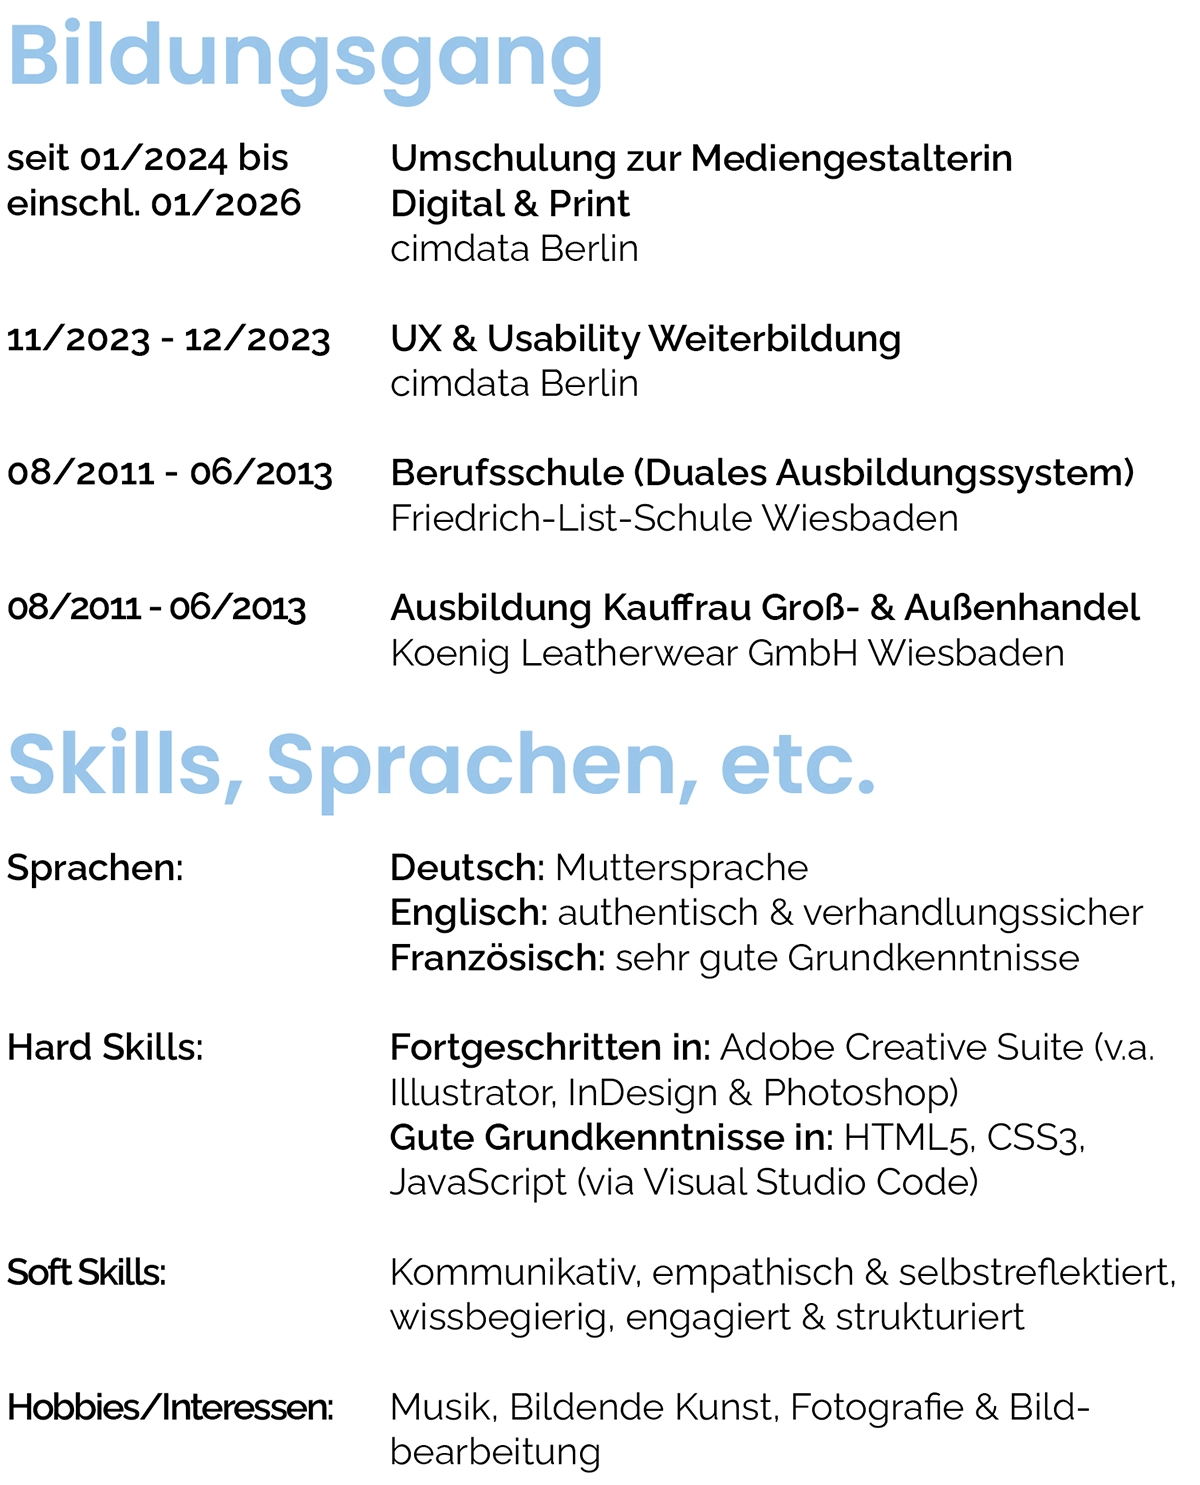 Bildungsgang
seit 01/2024 bis
einschl. 01/2026
Umschulung zur Mediengestalterin
Digital & Print
cimdata Berlin
11/2023 - 12/2023
UX & Usability Weiterbildung
cimdata Berlin
08/2011 - 06/2013
Berufsschule (Duales Ausbildungssystem)
Friedrich-List-Schule Wiesbaden
08/2011 - 06/2013
Ausbildung Kauffrau Groß- & Außenhandel
Koenig Leatherwear GmbH Wiesbaden
Skills, Sprachen, etc.
Sprachen:
Deutsch: Muttersprache
Englisch: authentisch & verhandlungssicher
Französisch: sehr gute Grundkenntnisse
Hard Skills:
Fortgeschritten in: Adobe Creative Suite (v.a.
Illustrator, InDesign & Photoshop)
Gute Grundkenntnisse in: HTML5, CSS3,
JavaScript (via Visual Studio Code)
Soft Skills:
Kommunikativ, empathisch & selbstreflektiert,
wissbegierig, engagiert & strukturiert
Hobbies/Interessen:
Musik, Bildende Kunst, Fotografie & Bild-
bearbeitung